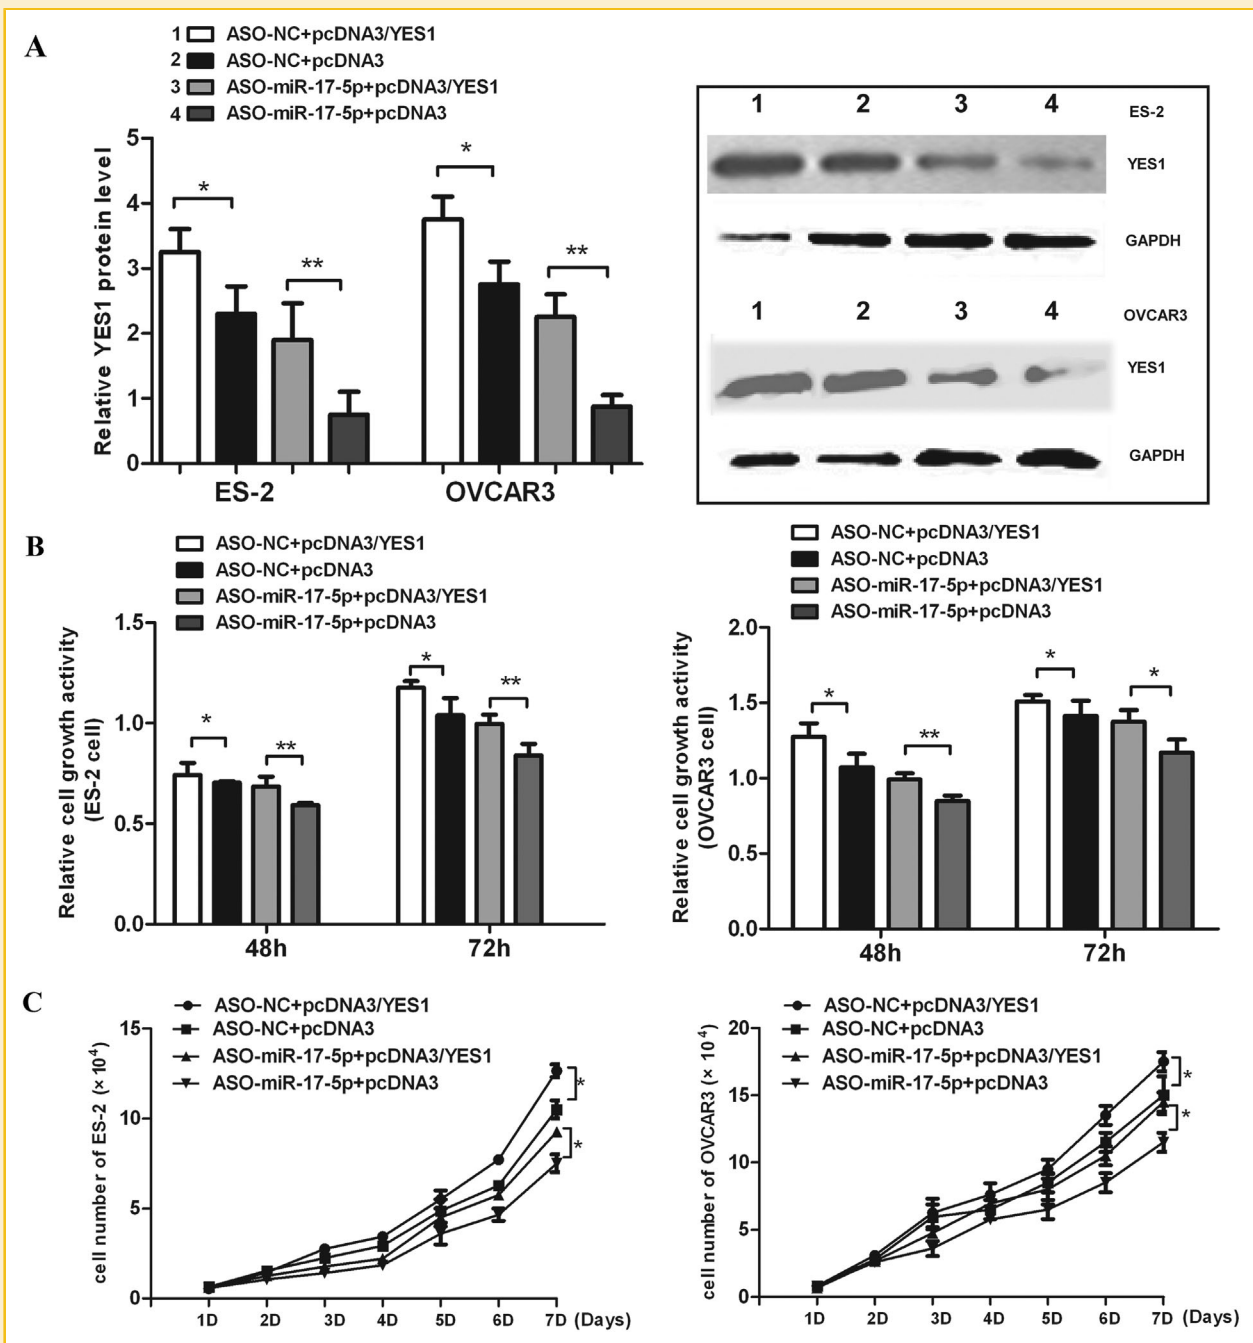 A
1 ASO-NC+pcDNA3/YES1
2 ASO-NC+pcDNA3
3 ASO-miR-17-5p+pcDNA3/YES1
4 ASO-miR-17-5p+pcDNA3
Relative YES1 protein level
5
4
3
2
1
0
*
**
*
**
ES-2 OVCAR3
1 2 3 4 ES-2
YES1
GAPDH
1 2 3 4 OVCAR3
YES1
GAPDH
B
ASO-NC+pcDNA3/YES1
ASO-NC+pcDNA3
ASO-miR-17-5p+pcDNA3/YES1
ASO-miR-17-5p+pcDNA3
Relative cell growth activity
(ES-2 cell)
1.5
1.0
0.5
0.0
*
**
*
**
48h 72h
ASO-NC+pcDNA3/YES1
ASO-NC+pcDNA3
ASO-miR-17-5p+pcDNA3/YES1
ASO-miR-17-5p+pcDNA3
Relative cell growth activity
(OVCAR3 cell)
2.0
1.5
1.0
0.5
0.0
*
**
*
*
48h 72h
C
ASO-NC+pcDNA3/YES1
ASO-NC+pcDNA3
ASO-miR-17-5p+pcDNA3/YES1
ASO-miR-17-5p+pcDNA3
cell number of ES-2 (×10⁴)
15
10
5
0
*
*
1D 2D 3D 4D 5D 6D 7D (Days)
ASO-NC+pcDNA3/YES1
ASO-NC+pcDNA3
ASO-miR-17-5p+pcDNA3/YES1
ASO-miR-17-5p+pcDNA3
cell number of OVCAR3 (×10⁴)
20
15
10
5
0
*
*
1D 2D 3D 4D 5D 6D 7D (Days)